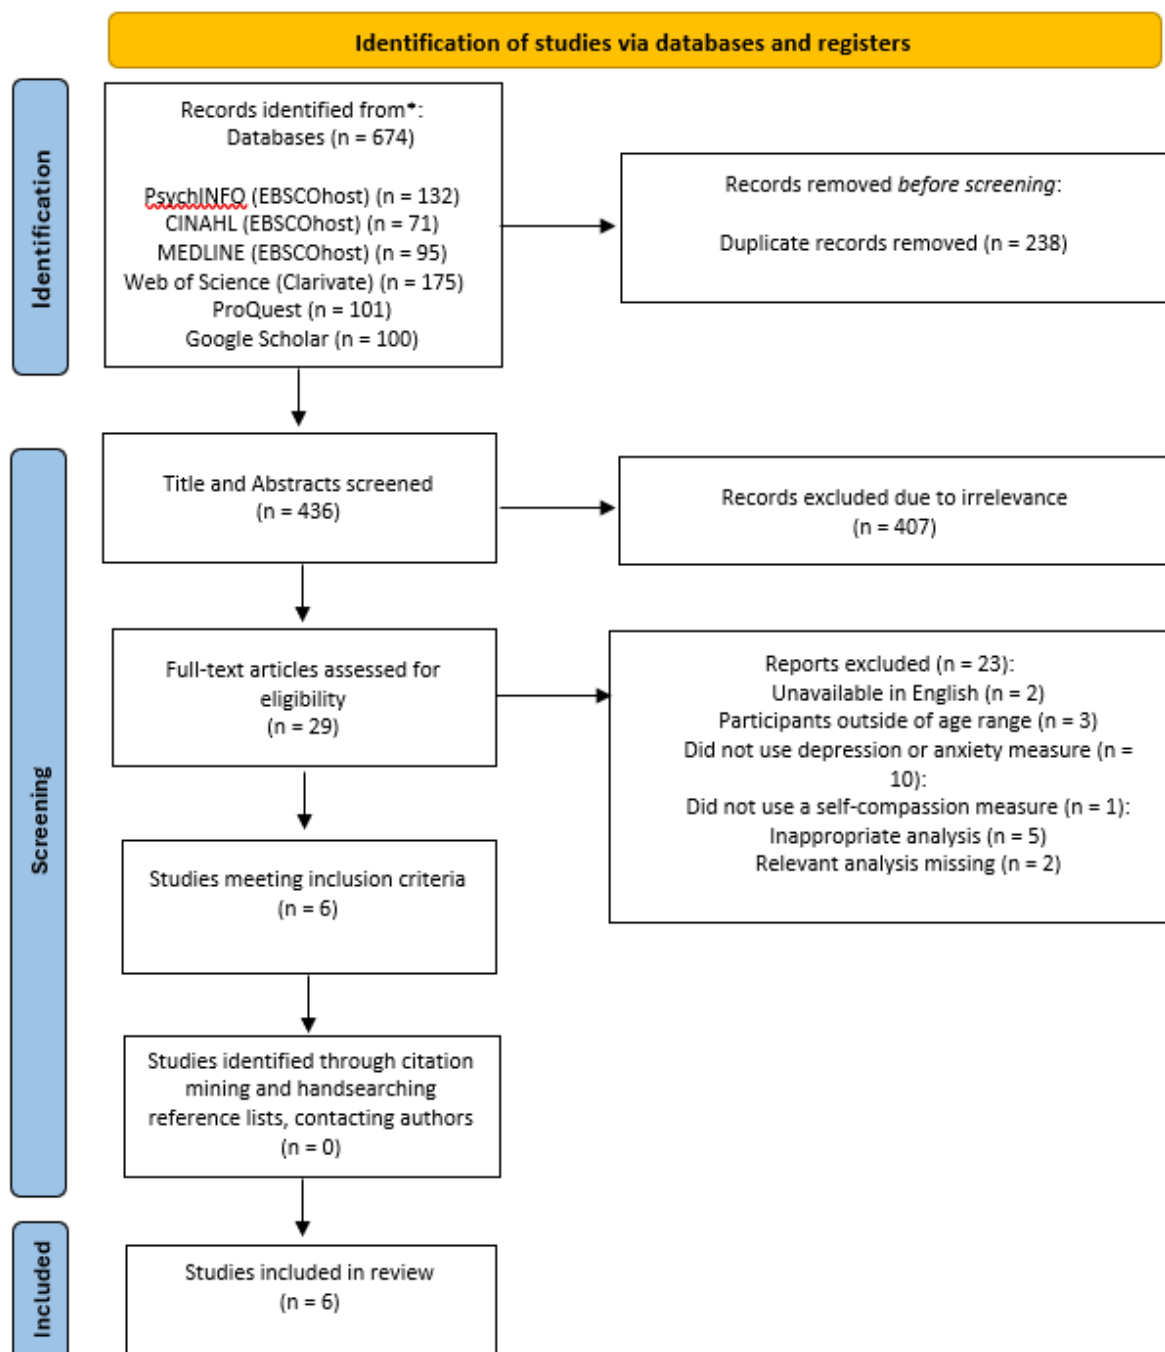 Identification of studies via databases and registers
Identification
Records identified from*:
Databases (n = 674)
PsychINFO (EBSCOhost) (n = 132)
CINAHL (EBSCOhost) (n = 71)
MEDLINE (EBSCOhost) (n = 95)
Web of Science (Clarivate) (n = 175)
ProQuest (n = 101)
Google Scholar (n = 100)
Records removed before screening:
Duplicate records removed (n = 238)
Screening
Title and Abstracts screened
(n = 436)
Records excluded due to irrelevance
(n = 407)
Full-text articles assessed for
eligibility
(n = 29)
Reports excluded (n = 23):
Unavailable in English (n = 2)
Participants outside of age range (n = 3)
Did not use depression or anxiety measure (n =
10):
Did not use a self-compassion measure (n = 1):
Inappropriate analysis (n = 5)
Relevant analysis missing (n = 2)
Studies meeting inclusion criteria
(n = 6)
Studies identified through citation
mining and handsearching
reference lists, contacting authors
(n = 0)
Included
Studies included in review
(n = 6)